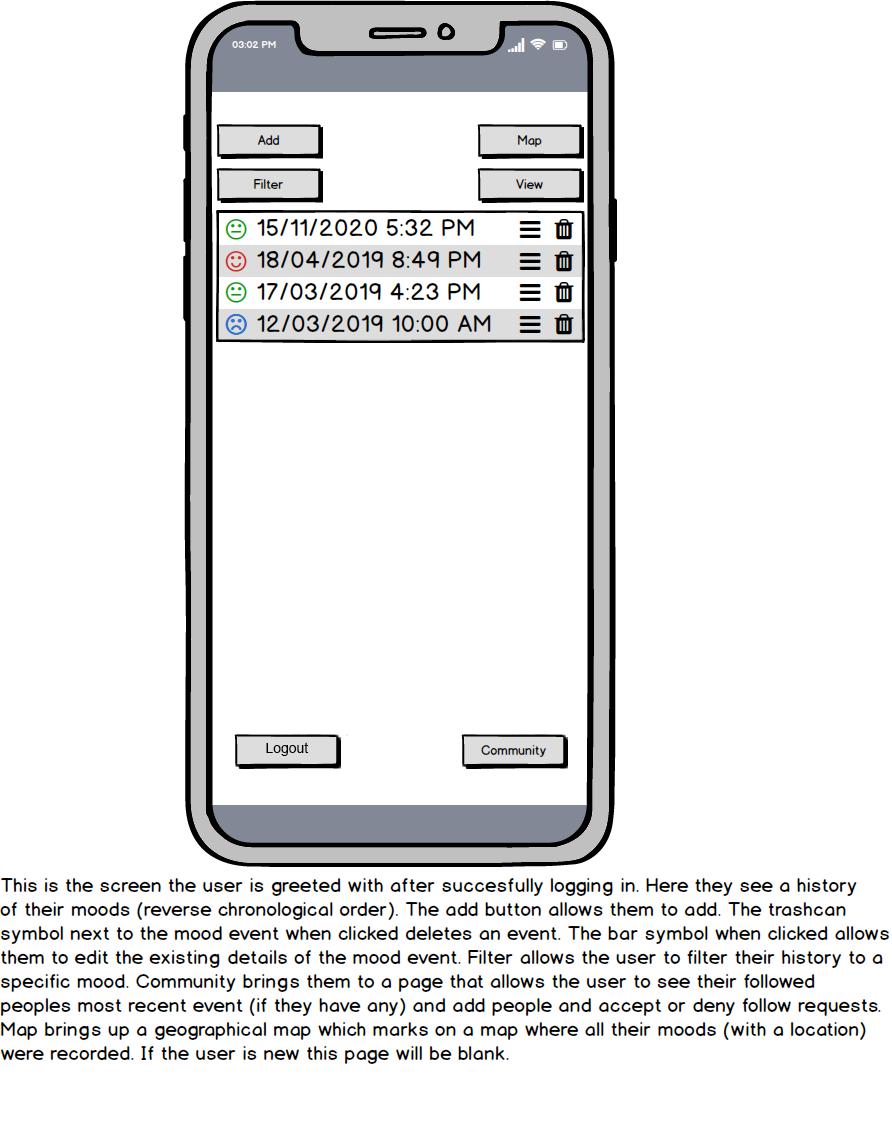 03:02 PM
Add
Map
Filter
View
15/11/2020 5:32 PM
18/04/2019 8:49 PM
17/03/2019 4:23 PM
12/03/2019 10:00 AM
Logout
Community
This is the screen the user is greeted with after succesfully logging in. Here they see a history
of their moods (reverse chronological order). The add button allows them to add. The trashcan
symbol next to the mood event when clicked deletes an event. The bar symbol when clicked allows
them to edit the existing details of the mood event. Filter allows the user to filter their history to a
specific mood. Community brings them to a page that allows the user to see their followed
peoples most recent event (if they have any) and add people and accept or deny follow requests.
Map brings up a geographical map which marks on a map where all their moods (with a location)
were recorded. If the user is new this page will be blank.